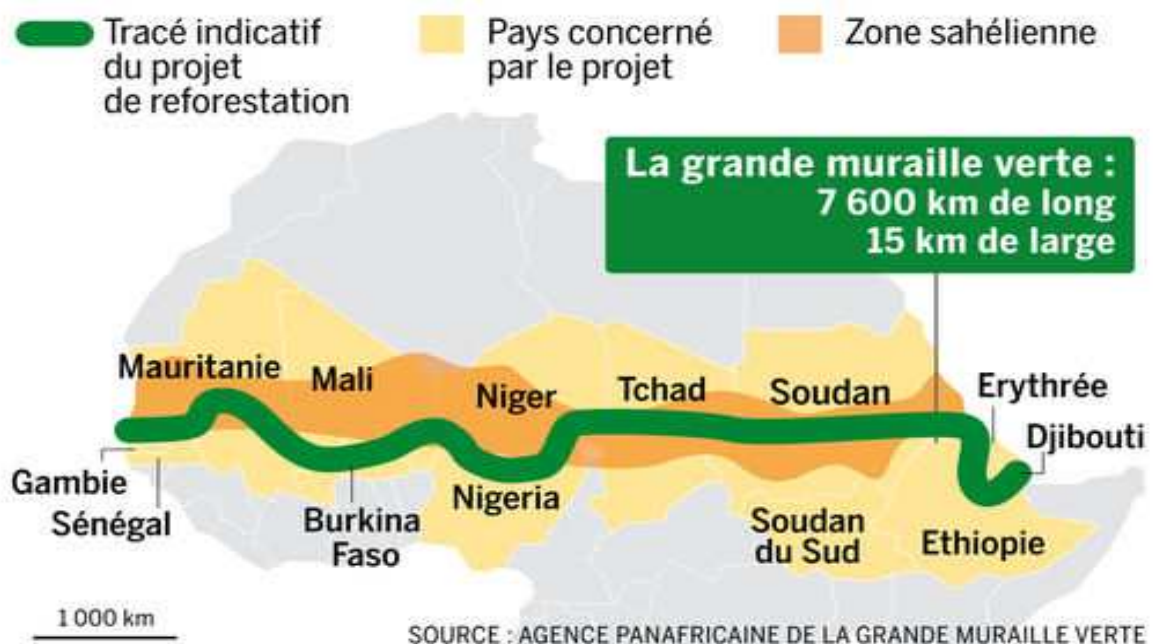 Tracé indicatif
du projet
de reforestation
Pays concerné
par le projet
Zone sahélienne
La grande muraille verte :
7 600 km de long
15 km de large
Mauritanie
Mali
Niger
Tchad
Soudan
Erythrée
Djibouti
Gambie
Sénégal
Burkina
Faso
Nigeria
Soudan
du Sud
Ethiopie
1 000 km
SOURCE : AGENCE PANAFRICAINE DE LA GRANDE MURAILLE VERTE